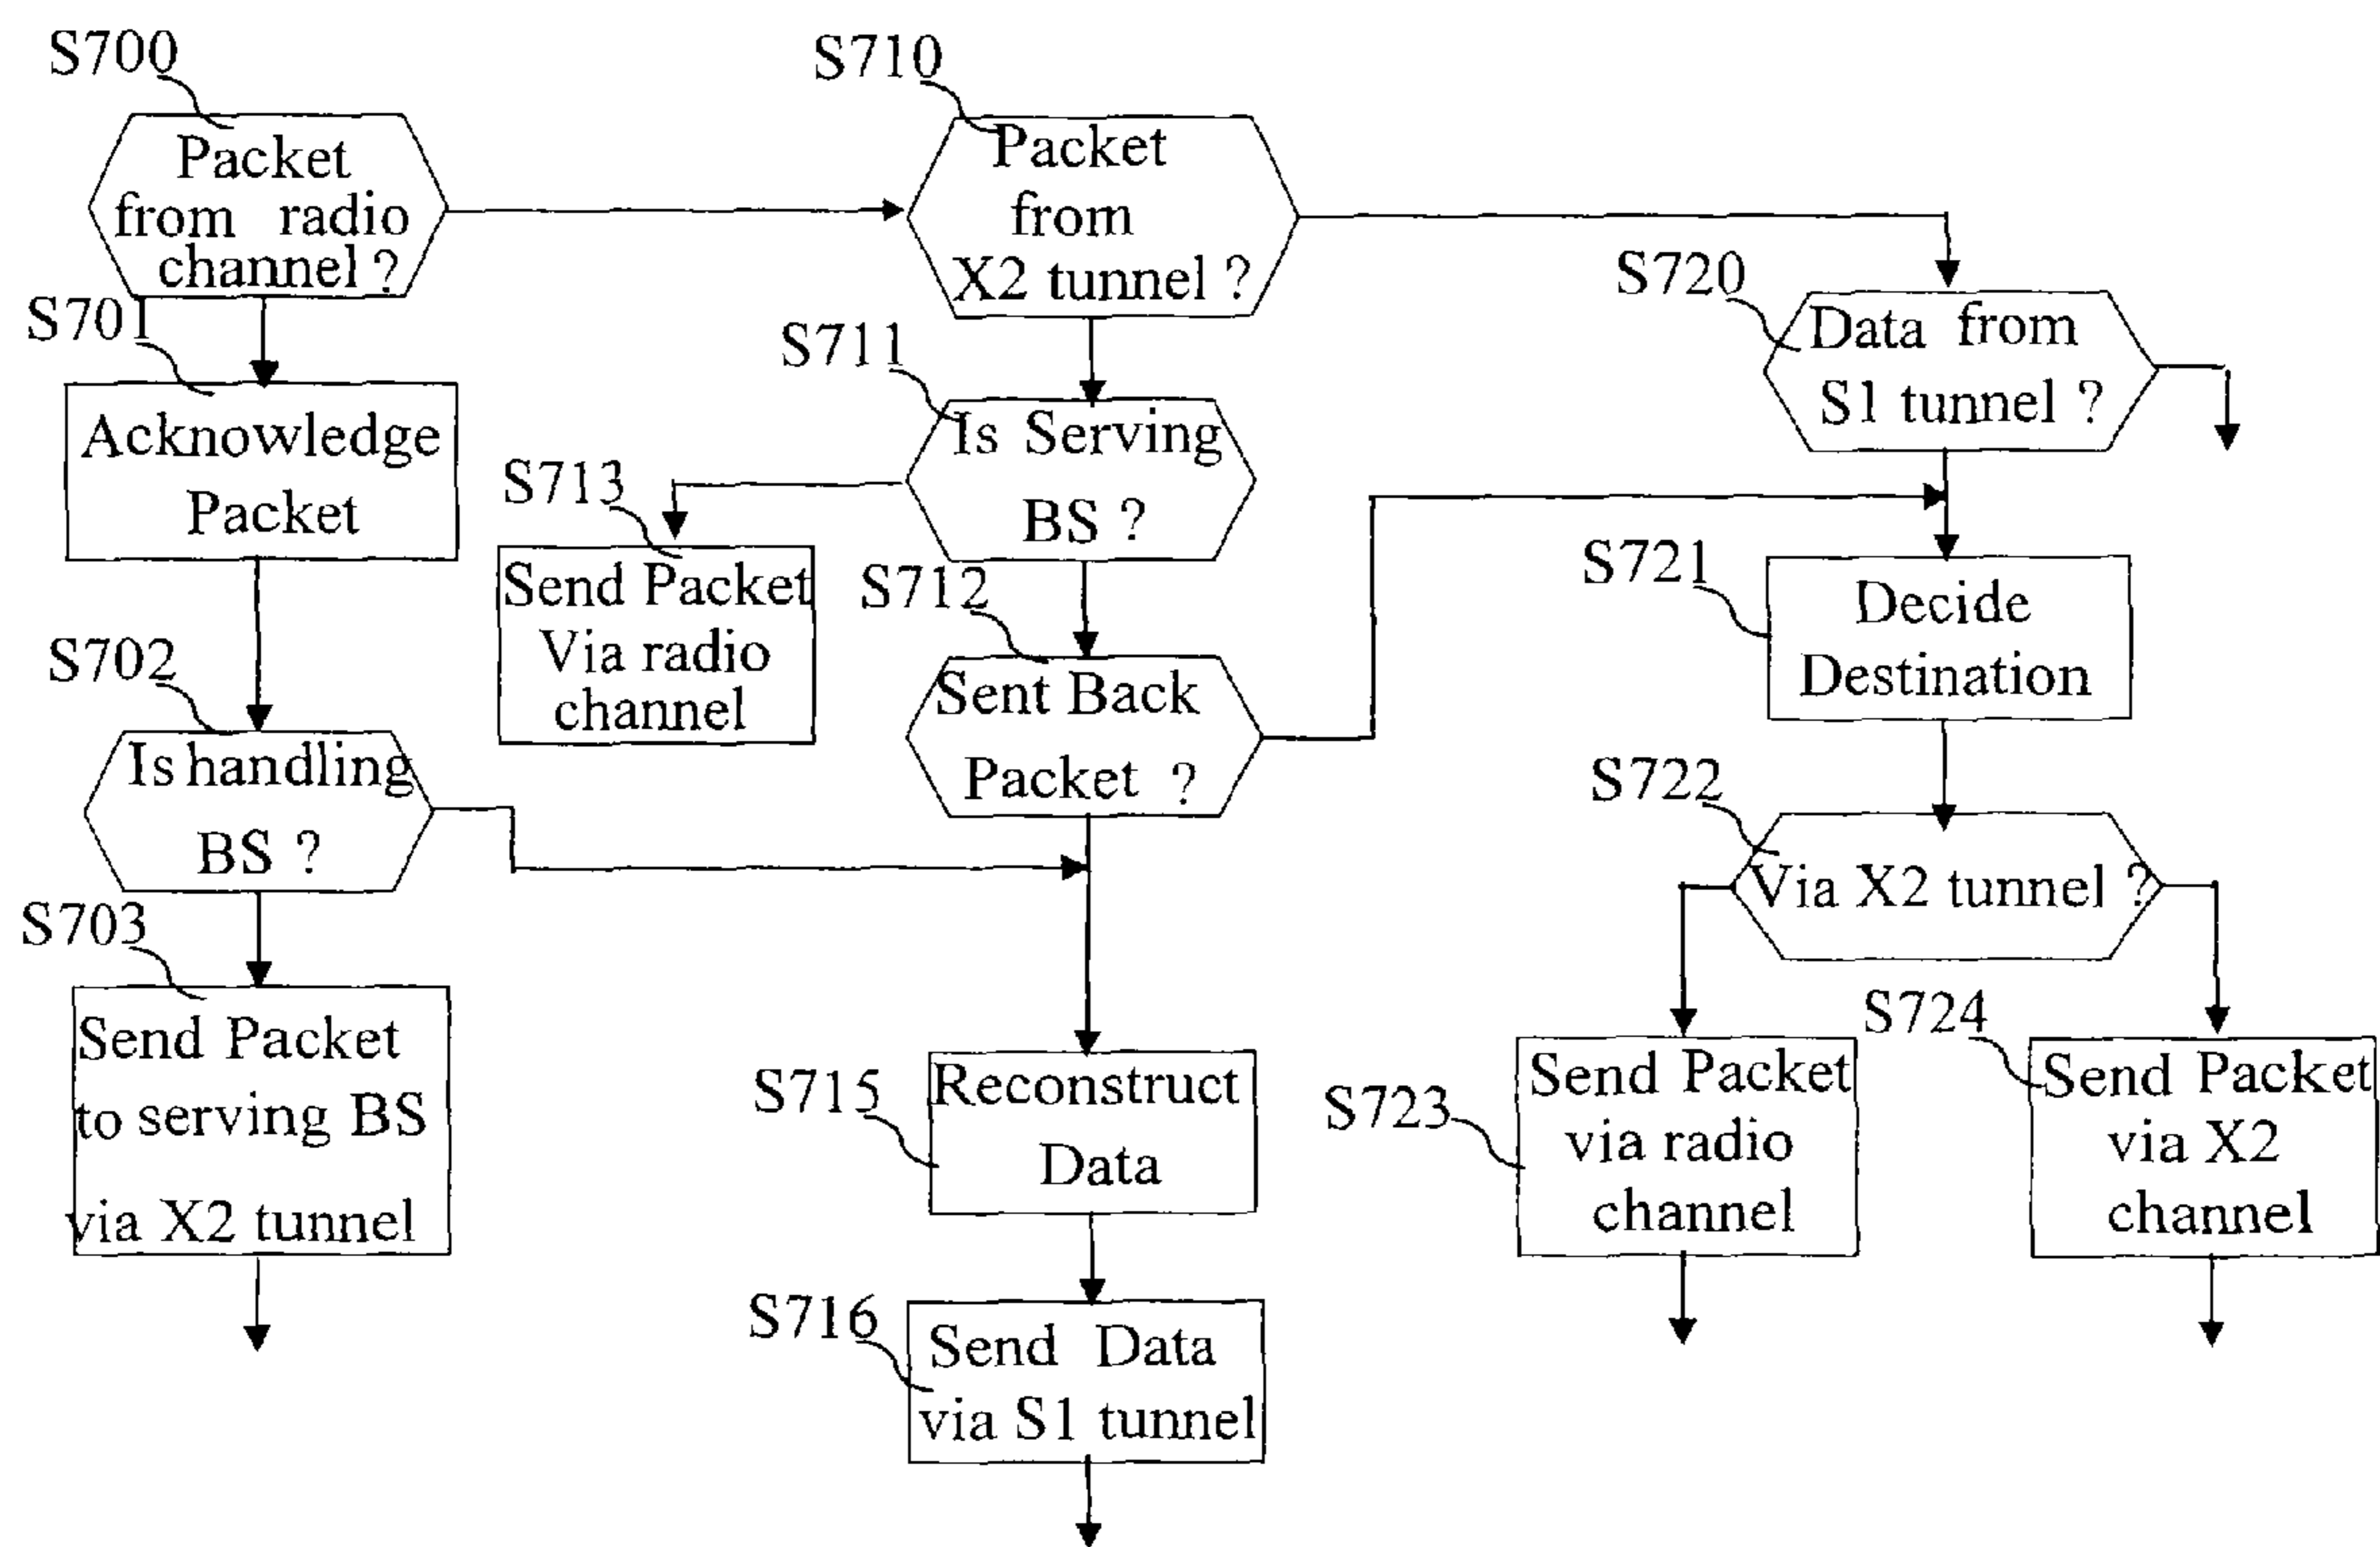 S700
Packet
from radio
channel ?
S701
Acknowledge
Packet
S702
Is handling
BS ?
S703
Send Packet
to serving BS
via X2 tunnel
S710
Packet
from
X2 tunnel ?
S711
Is Serving
BS ?
S713
Send Packet
Via radio
channel
S712
Sent Back
Packet ?
S715
Reconstruct
Data
S716
Send Data
via S1 tunnel
S720
Data from
S1 tunnel ?
S721
Decide
Destination
S722
Via X2 tunnel ?
S723
Send Packet
via radio
channel
S724
Send Packet
via X2
channel